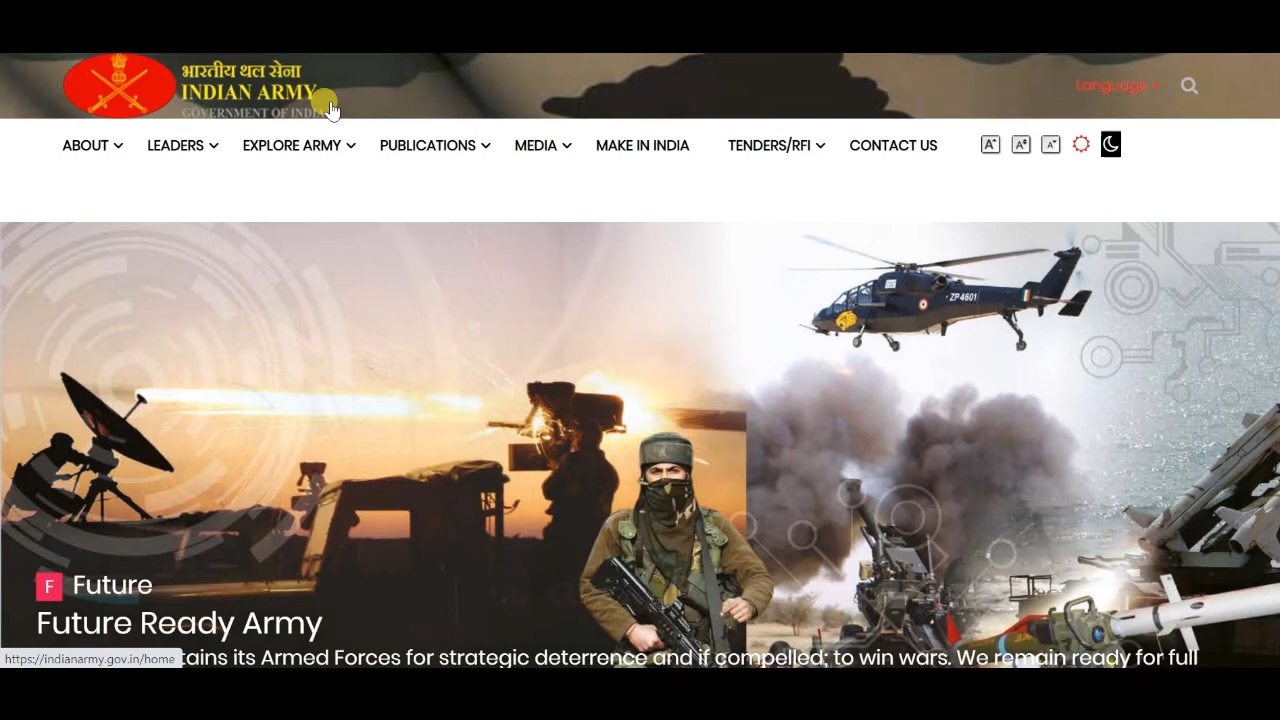 भारतीय थल सेना
INDIAN ARMY
GOVERNMENT OF INDIA
Language
ABOUT LEADERS EXPLORE ARMY PUBLICATIONS MEDIA MAKE IN INDIA TENDERS/RFI CONTACT US A+ A± A-
ZP4601
F Future
Future Ready Army
https://indianarmy.gov.in/home
its Armed Forces for strategic deterrence and if compelled; to win wars. We remain ready for full